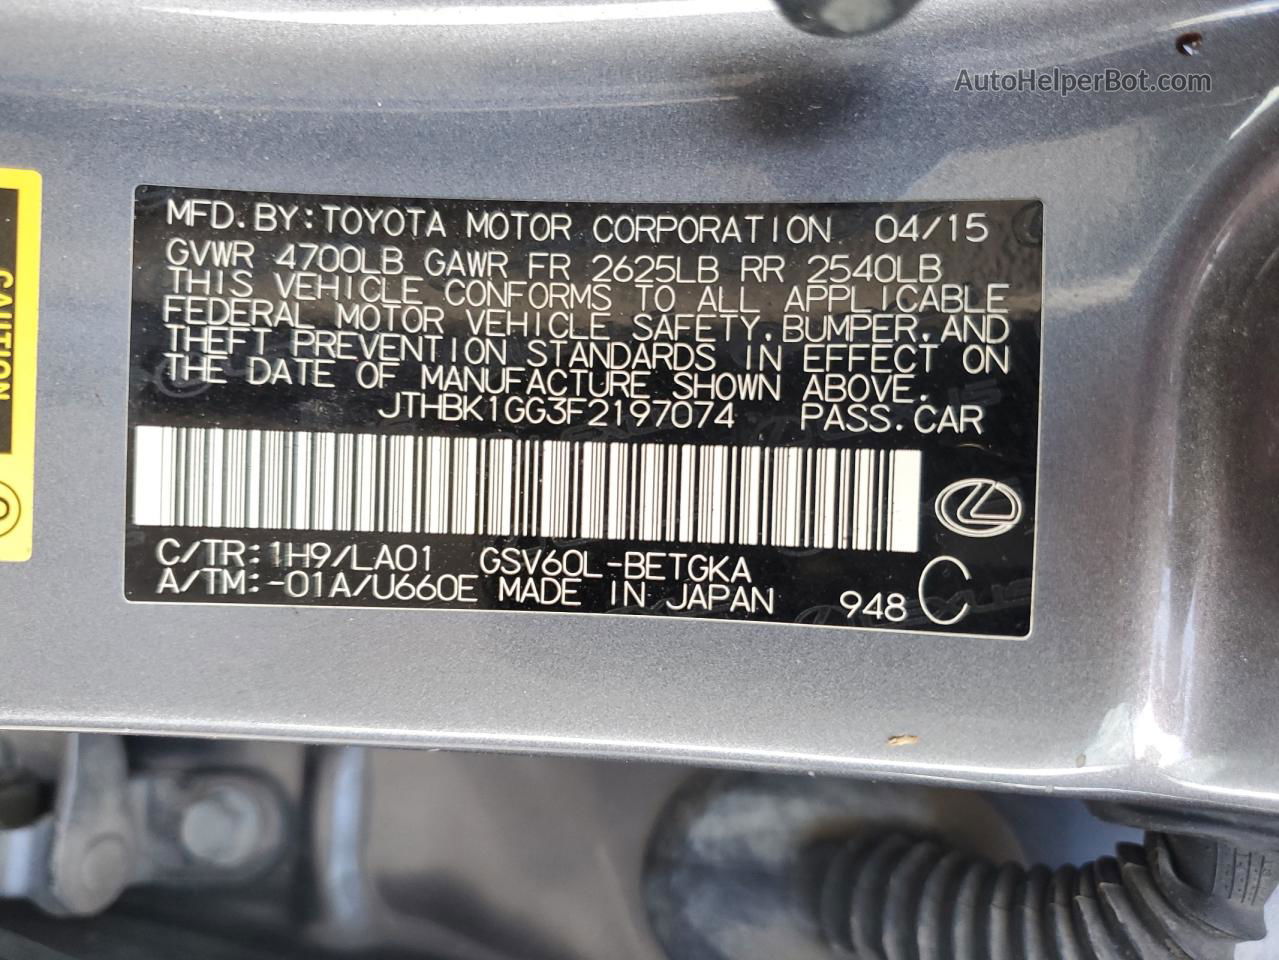 AutoHelperBot.com
MFD.BY:TOYOTA MOTOR CORPORATION 04/15
GVWR 4700LB GAWR FR 2625LB RR 2540LB
THIS VEHICLE CONFORMS TO ALL APPLICABLE
FEDERAL MOTOR VEHICLE SAFETY,BUMPER,AND
THEFT PREVENTION STANDARDS IN EFFECT ON
THE DATE OF MANUFACTURE SHOWN ABOVE.
JTHBK1GG3F2197074 PASS.CAR
C/TR:1H9/LA01 GSV60L-BETGKA
A/TM:-01A/U660E MADE IN JAPAN 948 C
CAUTION